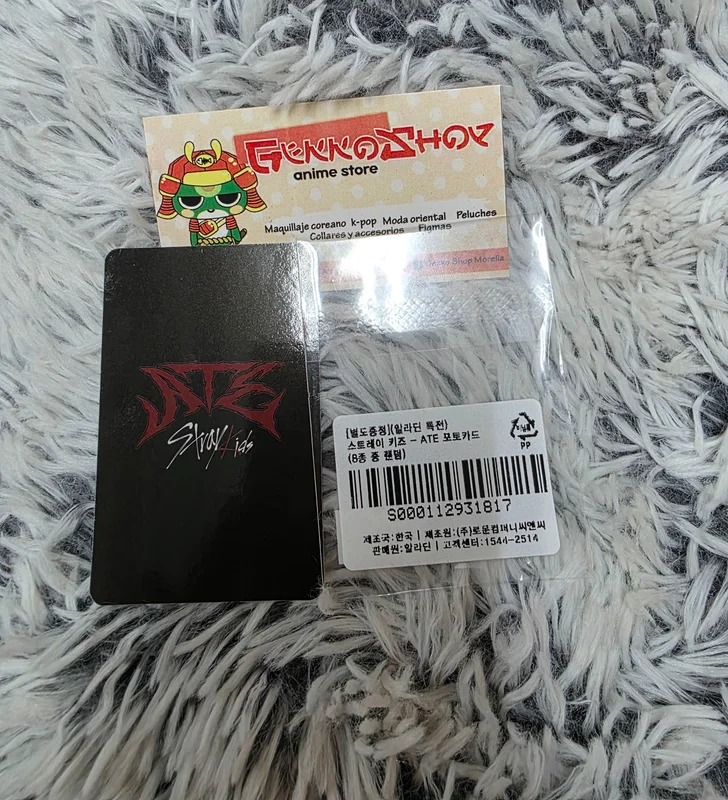 GEKKOSHOP
anime store
Maquillaje coreano k-pop Moda oriental Peluches
Collares y accesorios Figmas
Gecko Shop Morelia
ATE
Stray Kids
[별도증정](알라딘 특전)
스트레이 키즈 - ATE 포토카드
(8종 중 랜덤)
PP
S000112931817
제조국:한국 | 제조원:(주)로운컴퍼니씨앤씨
판매원:알라딘 | 고객센터:1544-2514